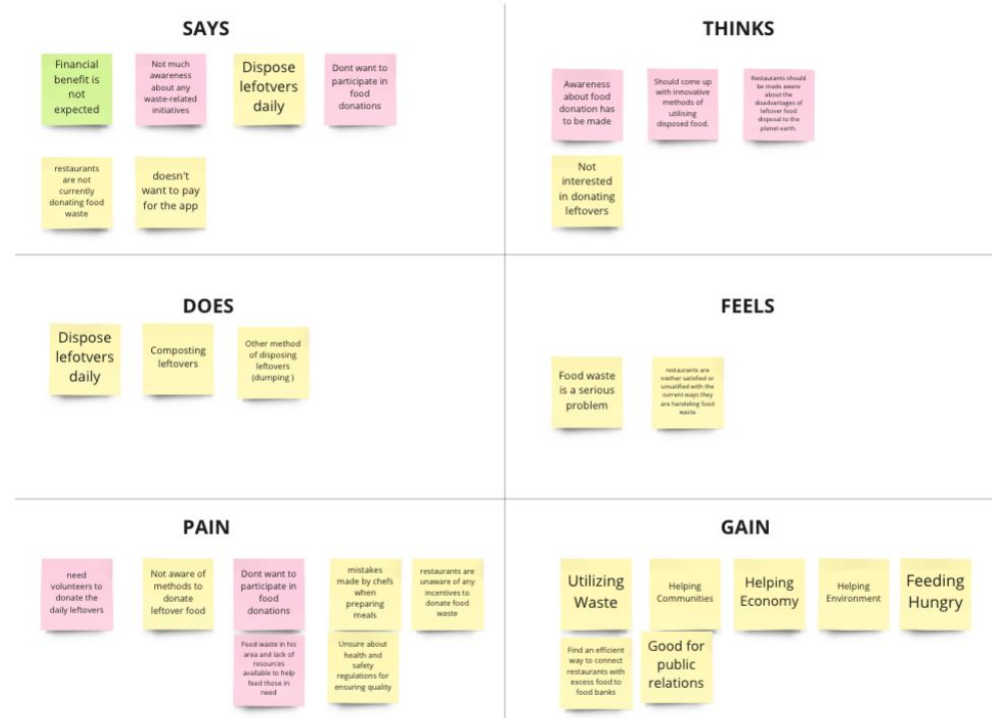 SAYS
Financial
benefit is
not
expected
Not much
awareness
about any
waste-related
initiatives
Dispose
lefotvers
daily
Dont want to
participate in
food
donations
restaurants
are not
currently
donating food
waste
doesn't
want to pay
for the app
THINKS
Awareness
about food
donation has
to be made
Should come up
with innovative
methods of
utilising
disposed food.
Restaurants should
be made aware
about the
disadvantages of
leftover food
disposal to the
planet earth.
Not
interested
in donating
leftovers
DOES
Dispose
lefotvers
daily
Composting
leftovers
Other method
of disposing
leftovers
(dumping )
FEELS
Food waste
is a serious
problem
restaurants are
niether satisfied or
unsatified with the
current ways they
are handeling food
waste
PAIN
need
volunteers to
donate the
daily leftovers
Not aware of
methods to
donate
leftover food
Dont want to
participate in
food
donations
mistakes
made by chefs
when
preparing
meals
restaurants are
unaware of any
incentives to
donate food
waste
Food waste in his
area and lack of
resources
available to help
feed those in
need
Unsure about
health and
safety
regulations for
ensuring quality
GAIN
Utilizing
Waste
Helping
Communities
Helping
Economy
Helping
Environment
Feeding
Hungry
Find an efficient
way to connect
restaurants with
excess food to
food banks
Good for
public
relations